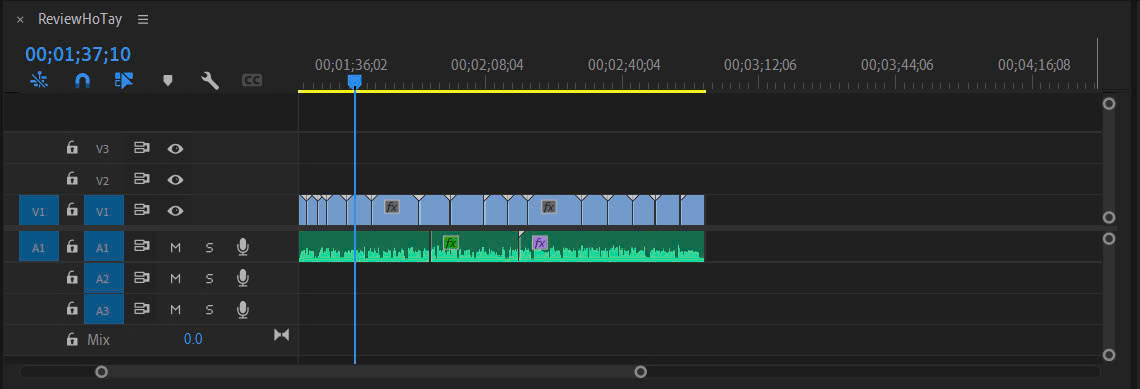 × ReviewHoTay
00;01;37;10
00;01;36;02 00;02;08;04 00;02;40;04 00;03;12;06 00;03;44;06 00;04;16;08
CC
V3
V2
V1 V1 fx fx
A1 A1 M S fx fx
A2 M S
A3 M S
Mix 0.0